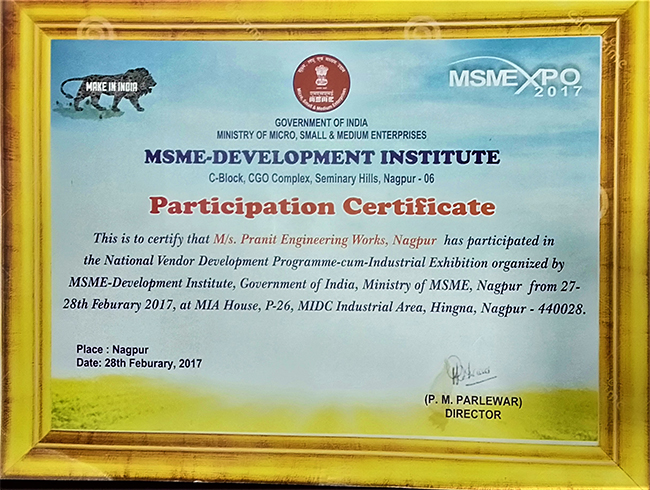 MAKE IN INDIA
MSMEXPO
2017
GOVERNMENT OF INDIA
MINISTRY OF MICRO, SMALL & MEDIUM ENTERPRISES
MSME-DEVELOPMENT INSTITUTE
C-Block, CGO Complex, Seminary Hills, Nagpur - 06
Participation Certificate
This is to certify that M/s. Pranit Engineering Works, Nagpur has participated in
the National Vendor Development Programme-cum-Industrial Exhibition organized by
MSME-Development Institute, Government of India, Ministry of MSME, Nagpur from 27-
28th Feburary 2017, at MIA House, P-26, MIDC Industrial Area, Hingna, Nagpur - 440028.
Place : Nagpur
Date: 28th Feburary, 2017
(P. M. PARLEWAR)
DIRECTOR